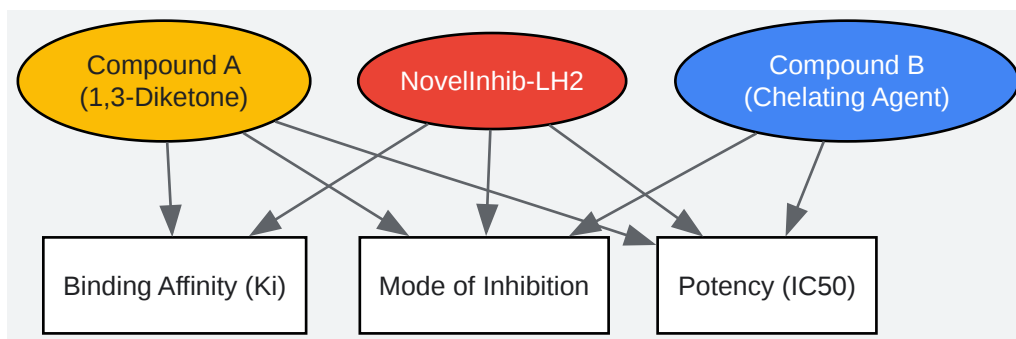 Compound A
(1,3-Diketone)
NovelInhib-LH2
Compound B
(Chelating Agent)
Binding Affinity (Ki)
Mode of Inhibition
Potency (IC50)